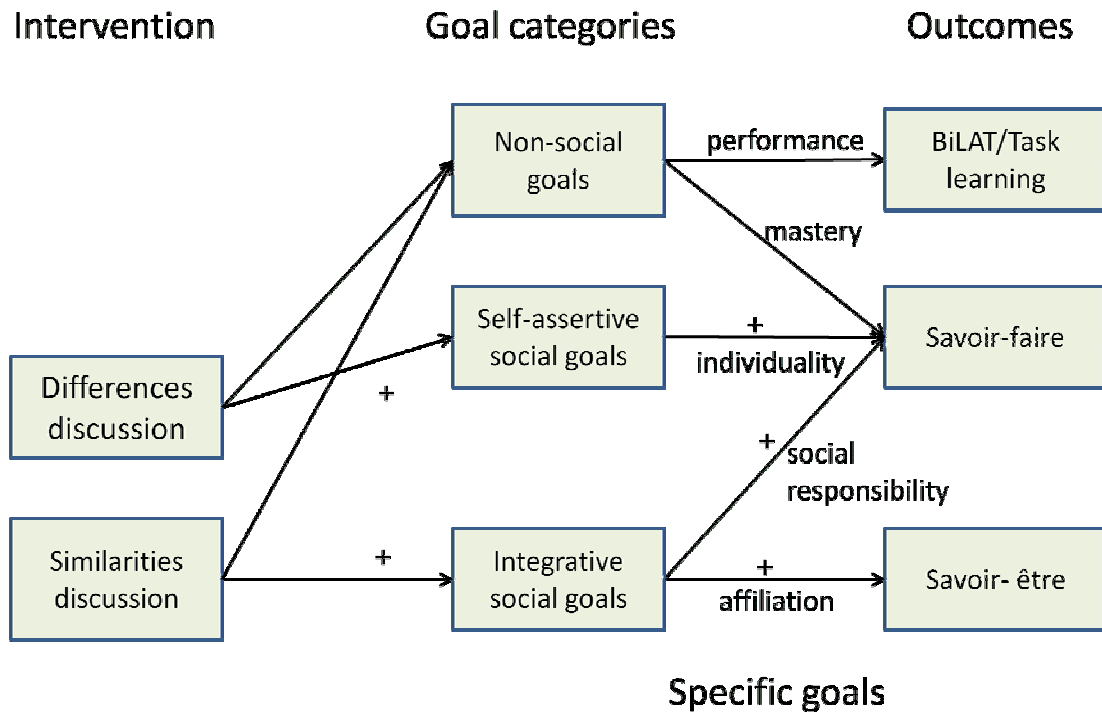 Intervention
Goal categories
Outcomes
Non-social
goals
performance
BiLAT/Task
learning
mastery
Self-assertive
social goals
+
individuality
Savoir-faire
Differences
discussion
+
+
social
responsibility
Similarities
discussion
+
Integrative
social goals
+
affiliation
Savoir- être
Specific goals